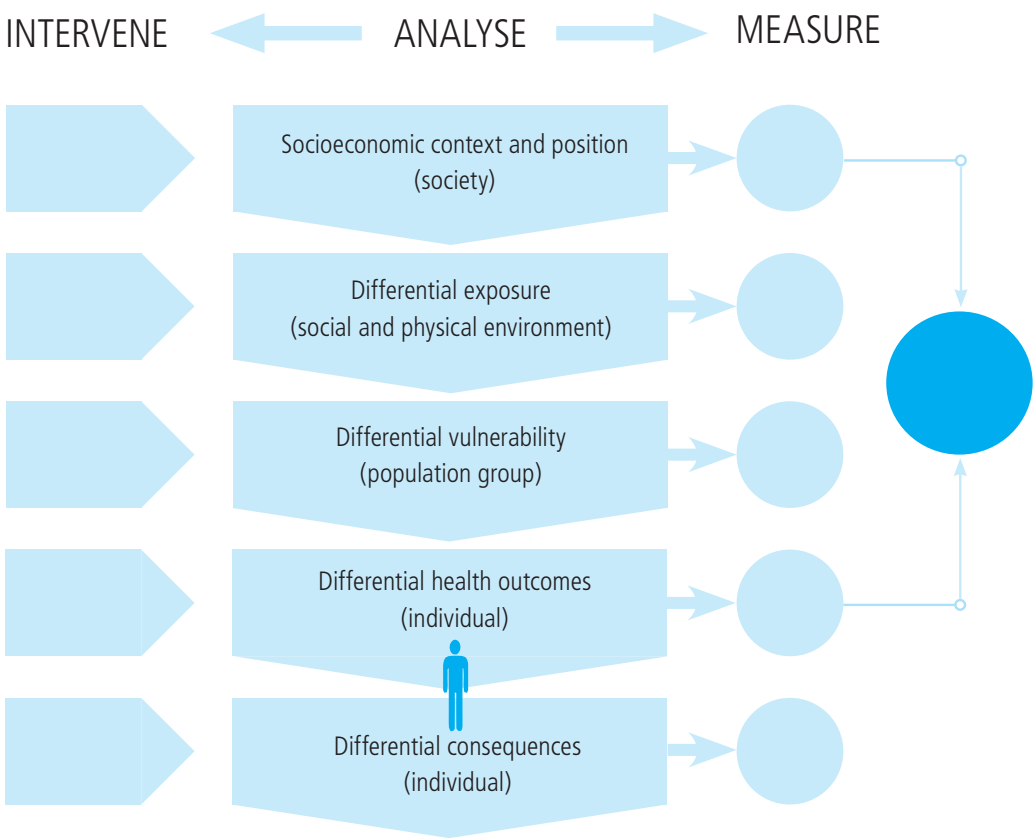 INTERVENE
ANALYSE
MEASURE
Socioeconomic context and position
(society)
Differential exposure
(social and physical environment)
Differential vulnerability
(population group)
Differential health outcomes
(individual)
Differential consequences
(individual)